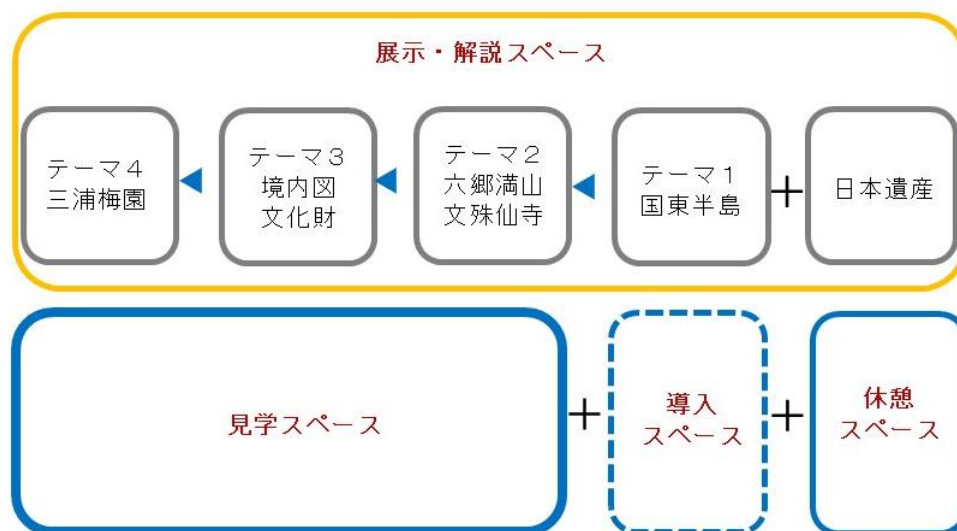 展示・解説スペース
テーマ４
三浦梅園
テーマ３
境内図
文化財
テーマ２
六郷満山
文殊仙寺
テーマ１
国東半島
＋
日本遺産
見学スペース
＋
導入
スペース
＋
休憩
スペース